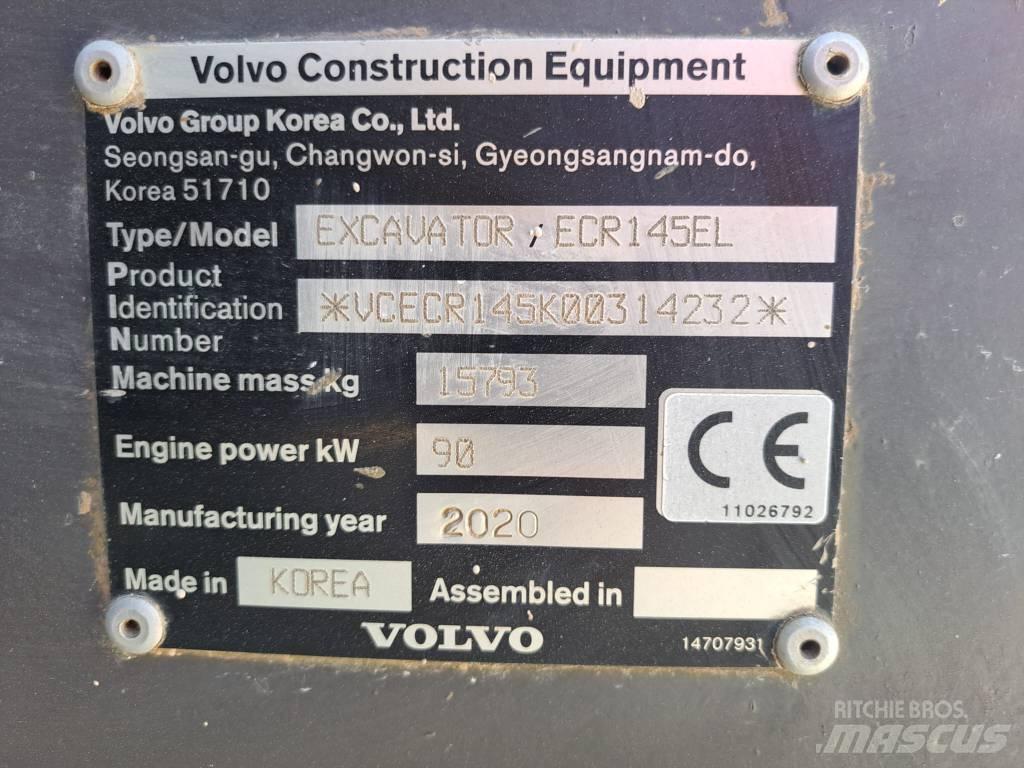 Volvo Construction Equipment
Volvo Group Korea Co., Ltd.
Seongsan-gu, Changwon-si, Gyeongsangnam-do,
Korea 51710
Type/Model EXCAVATOR, ECR145EL
Product
Identification *VCECR145K00314232*
Number
Machine mass kg 15793
Engine power kW 90
CE
11026792
Manufacturing year 2020
Made in KOREA Assembled in
VOLVO 14707931
RITCHIE BROS.
MASCUS